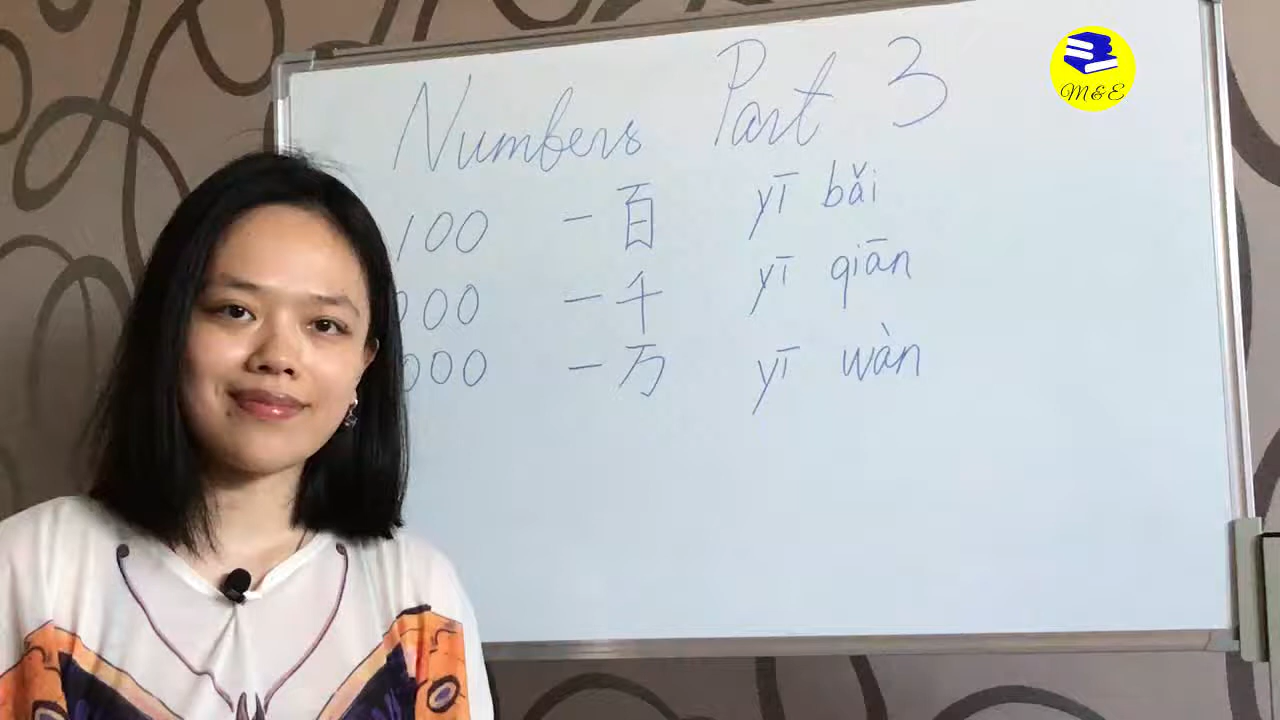 Numbers Part 3
100 一百 yī bǎi
000 一千 yī qiān
000 一万 yī wàn
M&E